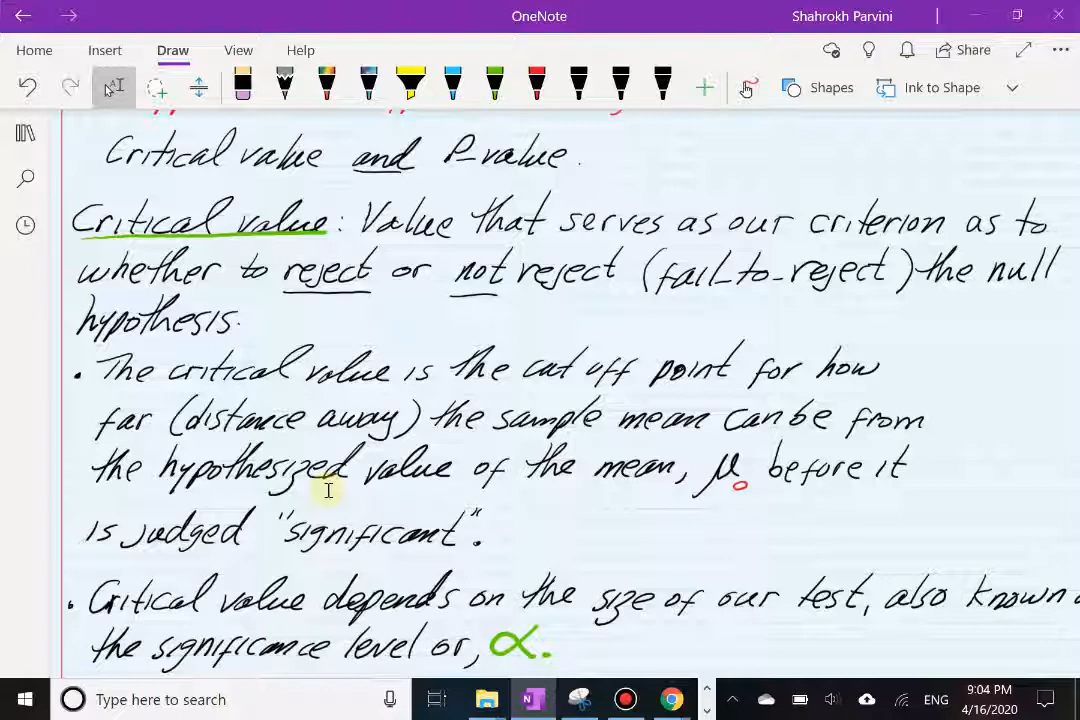 OneNote
Shahrokh Parvini
Home Insert Draw View Help
Share
Shapes
Ink to Shape
Critical value and P-value.
Critical value: Value that serves as our criterion as to
whether to reject or not reject (fail-to-reject) the null
hypothesis.
• The critical value is the cut off point for how
far (distance away) the sample mean can be from
the hypothesized value of the mean, μ₀ before it
is judged "significant".
• Critical value depends on the size of our test, also known
the significance level or, α.
Type here to search
ENG
9:04 PM
4/16/2020